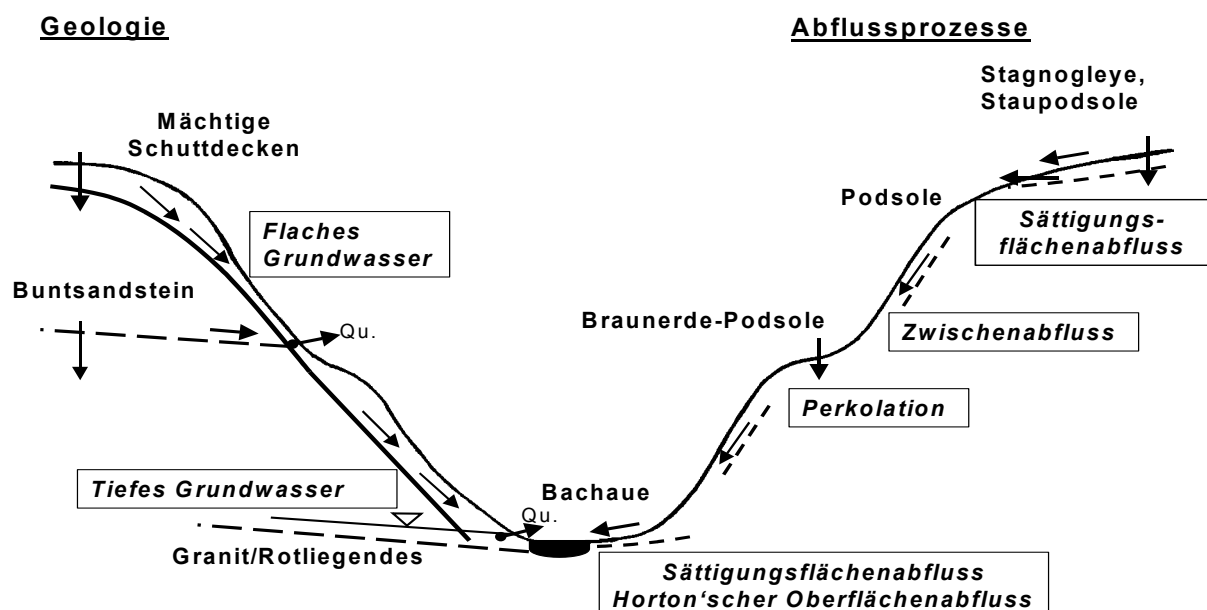 Geologie
Abflussprozesse
Stagnogleye,
Staupodsole
Mächtige
Schuttdecken
Podsole
Flaches
Grundwasser
Sättigungs-
flächenabfluss
Buntsandstein
Qu.
Braunerde-Podsole
Zwischenabfluss
Perkolation
Tiefes Grundwasser
Bachaue
Qu.
Granit/Rotliegendes
Sättigungsflächenabfluss
Horton‘scher Oberflächenabfluss